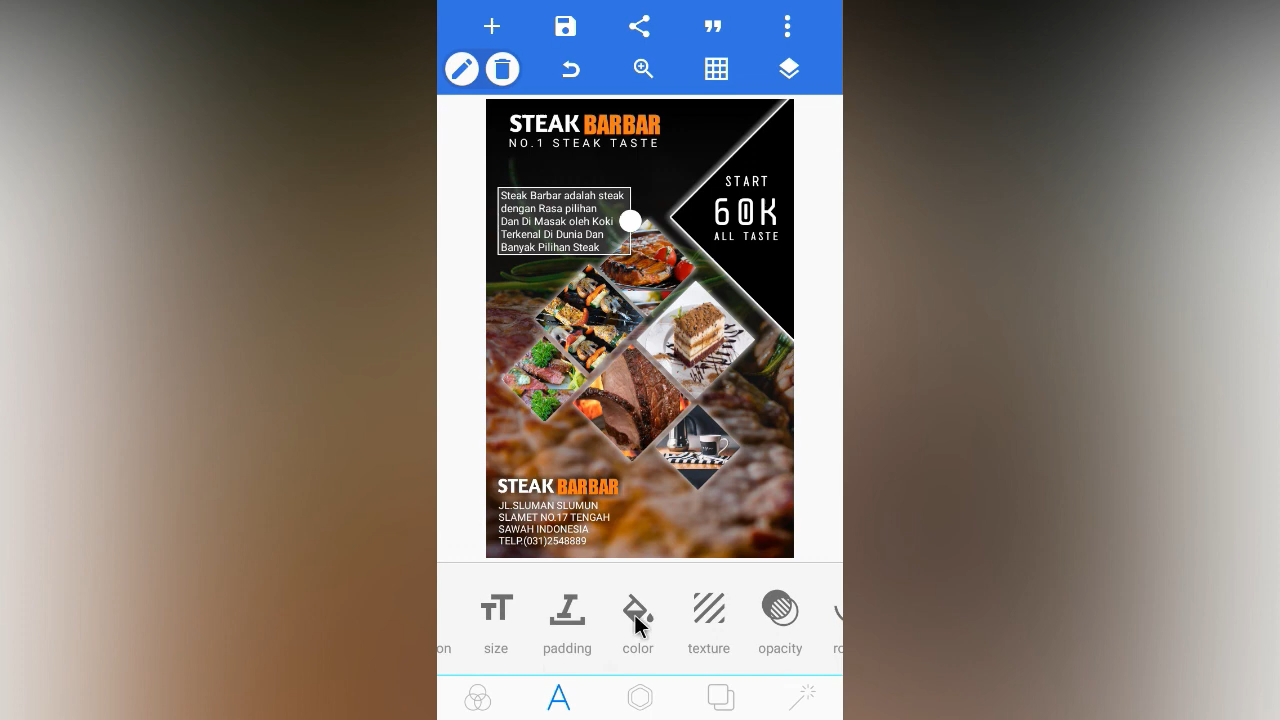 STEAK BARBAR
NO.1 STEAK TASTE
START
60K
ALL TASTE
Steak Barbar adalah steak
dengan Rasa pilihan
Dan Di Masak oleh Koki
Terkenal Di Dunia Dan
Banyak Pilihan Steak
STEAK BARBAR
JL.SLUMAN SLUMUN
SLAMET NO.17 TENGAH
SAWAH INDONESIA
TELP.(031)2548889
on size padding color texture opacity ro